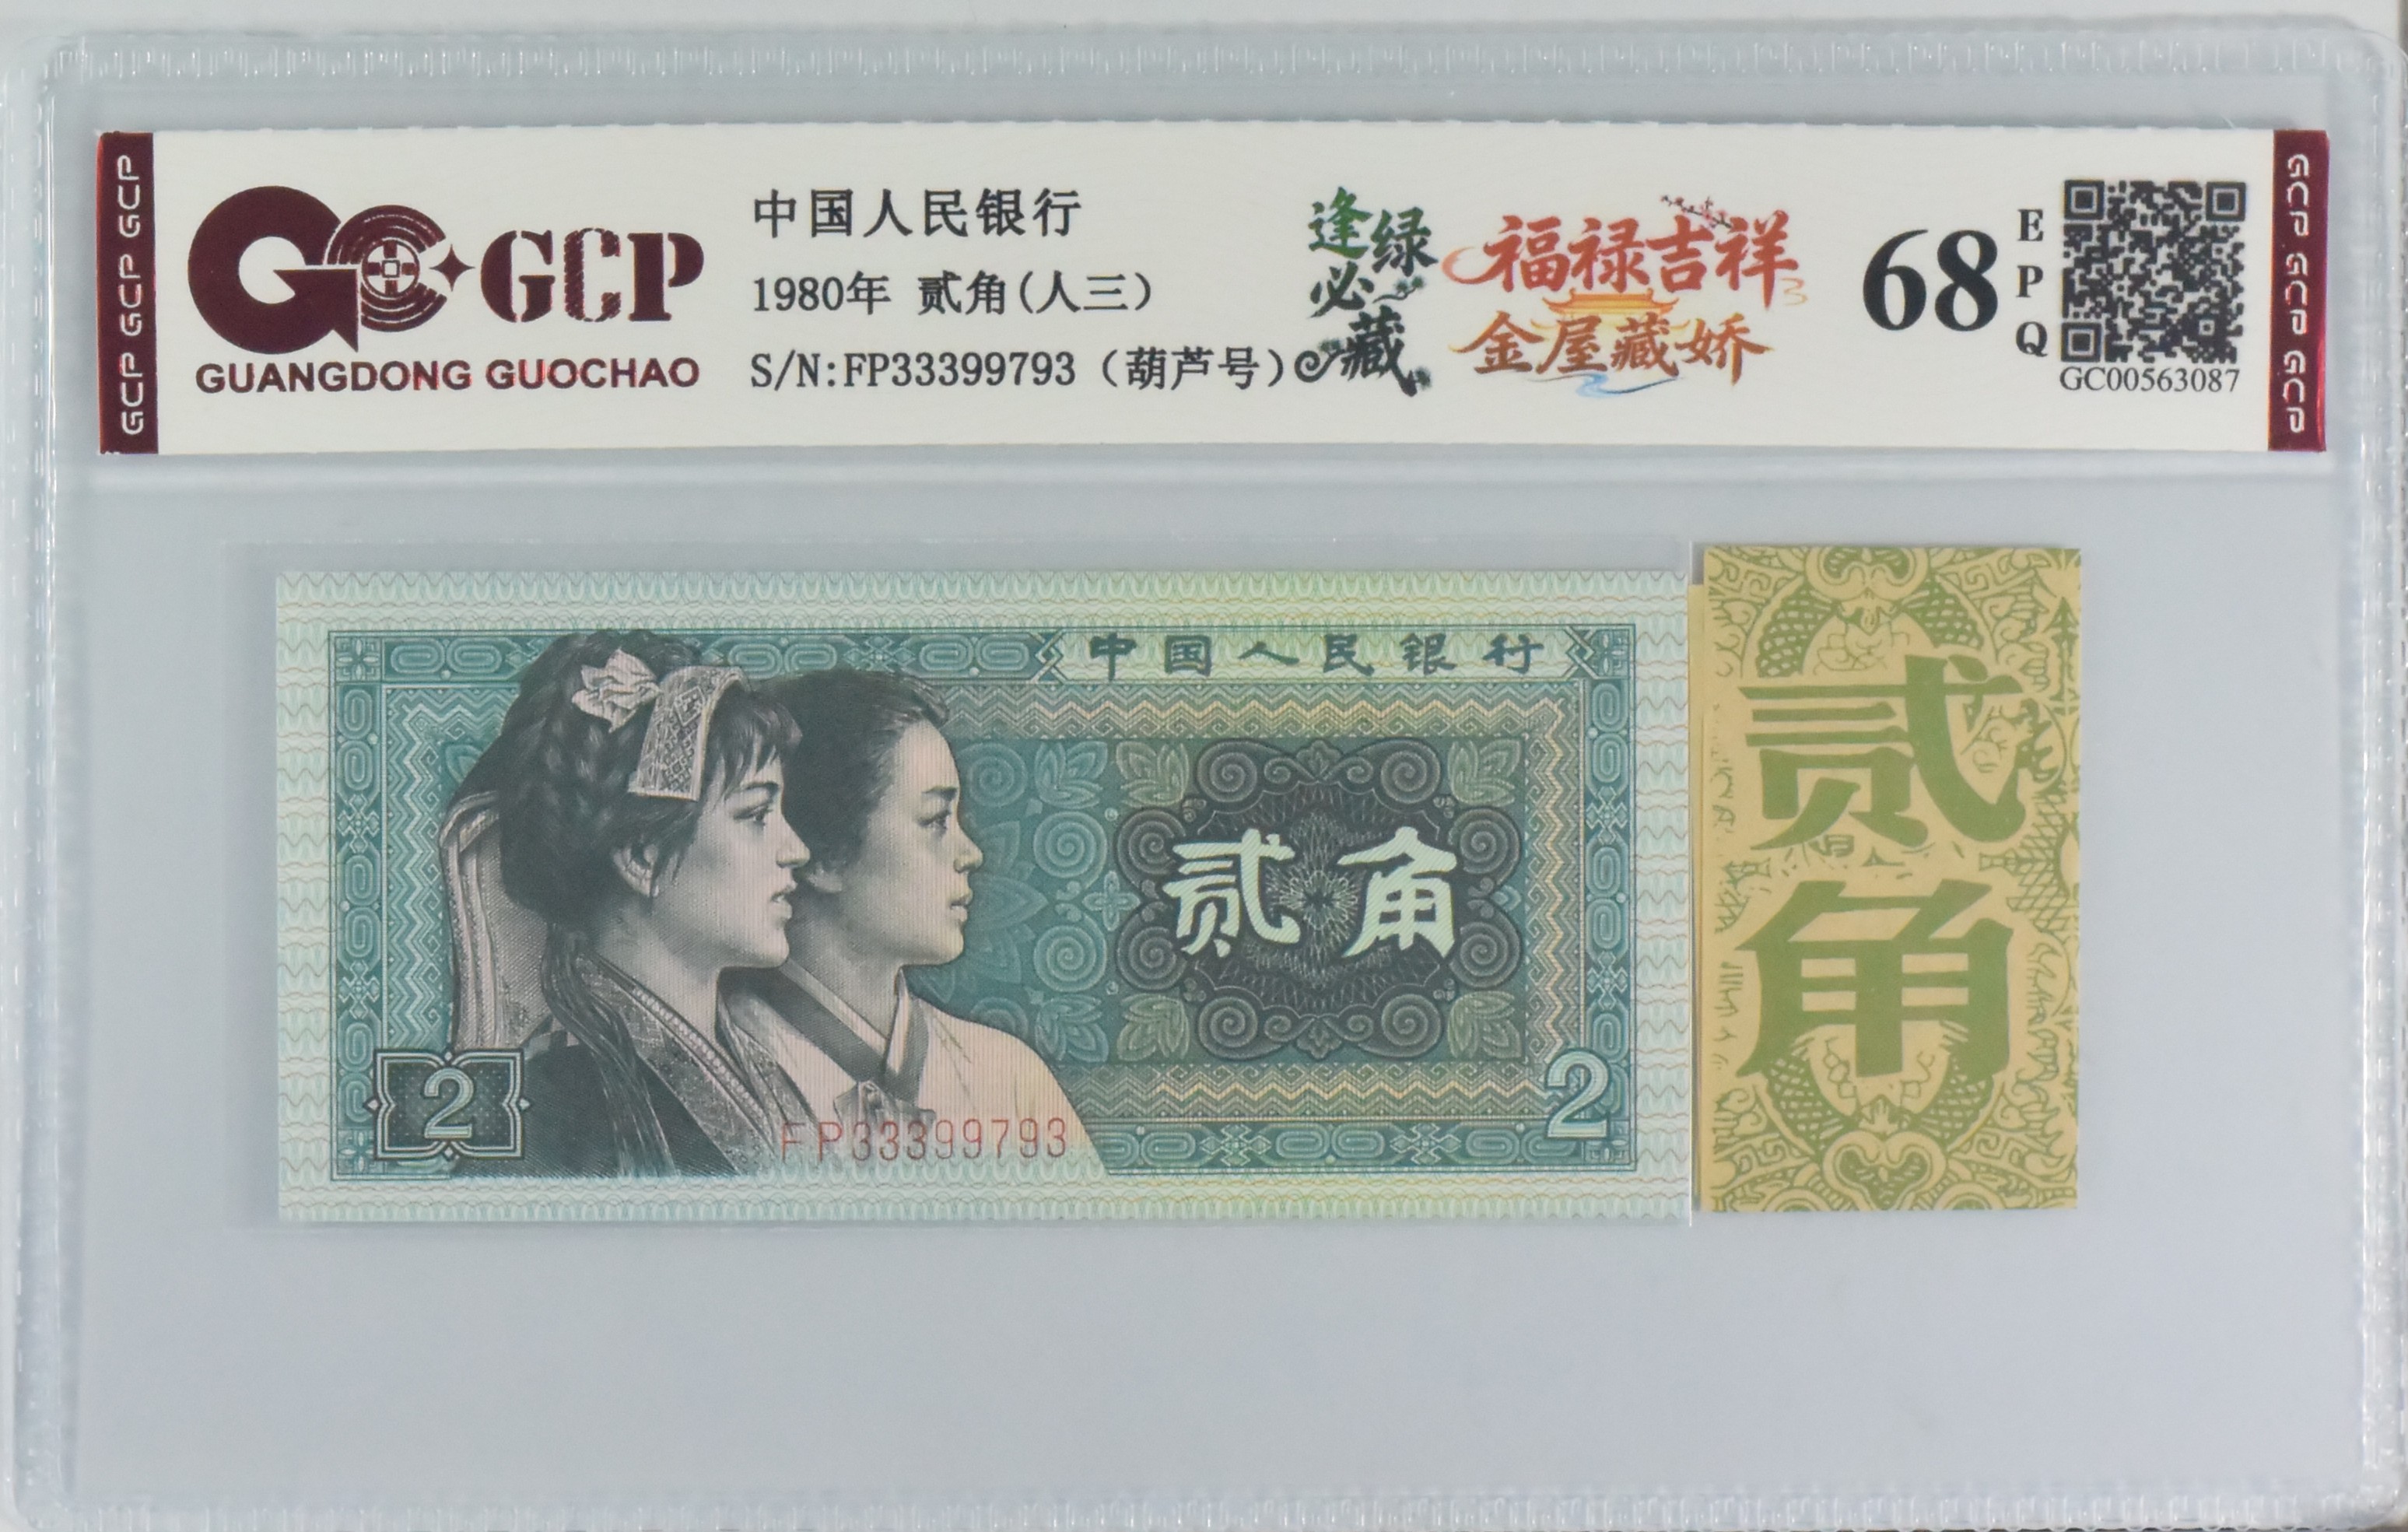 GCP GCP GCP
GCP
GUANGDONG GUOCHAO
中国人民银行
1980年 贰角(人三)
S/N:FP33399793（葫芦号）
逢绿
必藏
福禄吉祥
金屋藏娇
68
EPQ
GC00563087
GCP GCP GCP
中国人民银行
贰角
2
FP33399793
2
贰
角